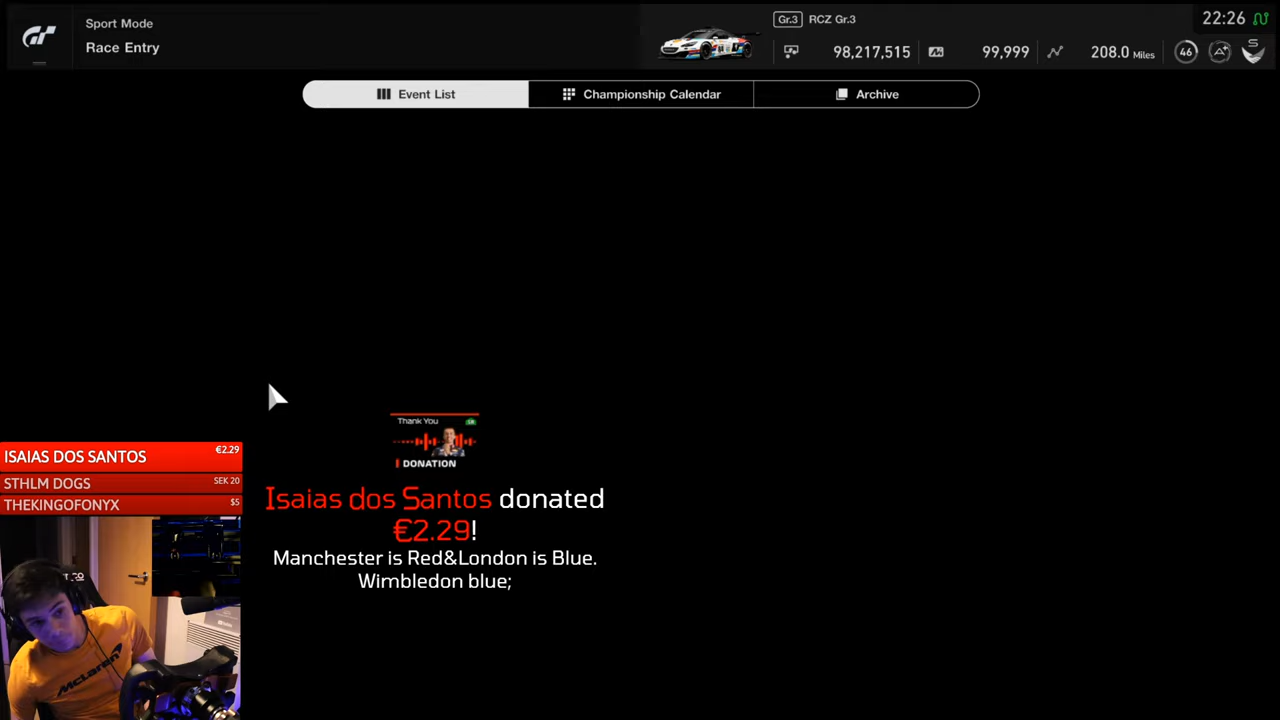 Sport Mode
Race Entry
Gr.3 RCZ Gr.3
98,217,515
99,999
208.0 Miles
46
S
22:26
Event List
Championship Calendar
Archive
Thank You
DONATION
Isaias dos Santos donated
€2.29!
Manchester is Red&London is Blue.
Wimbledon blue;
ISAIAS DOS SANTOS €2.29
STHLM DOGS SEK 20
THEKINGOFONYX $5
McLaren